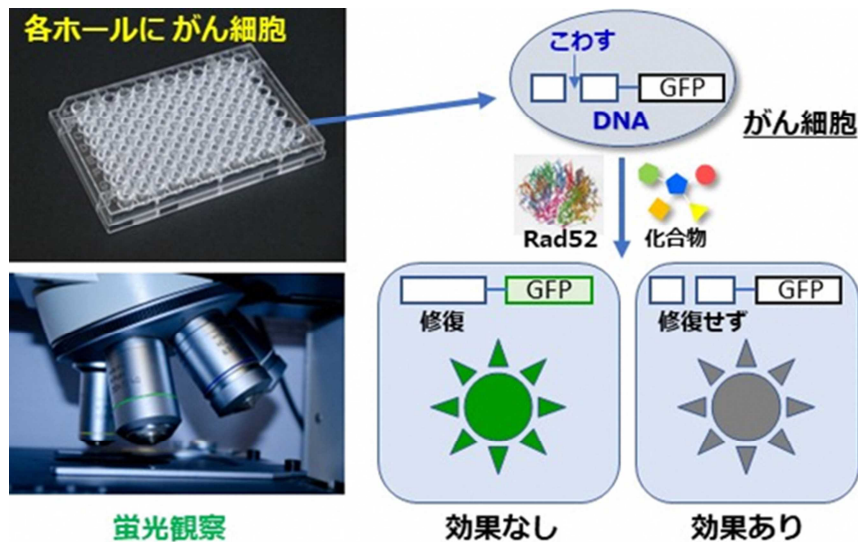 各ホールに がん細胞
こわす
GFP
DNA
がん細胞
Rad52
化合物
GFP
修復
GFP
修復せず
蛍光観察
効果なし
効果あり